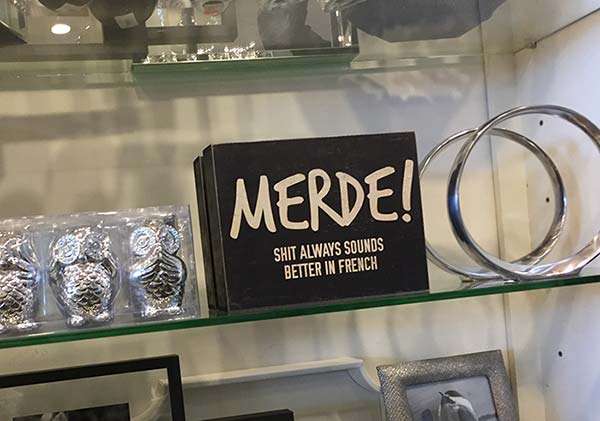 MERDE!
SHIT ALWAYS SOUNDS
BETTER IN FRENCH